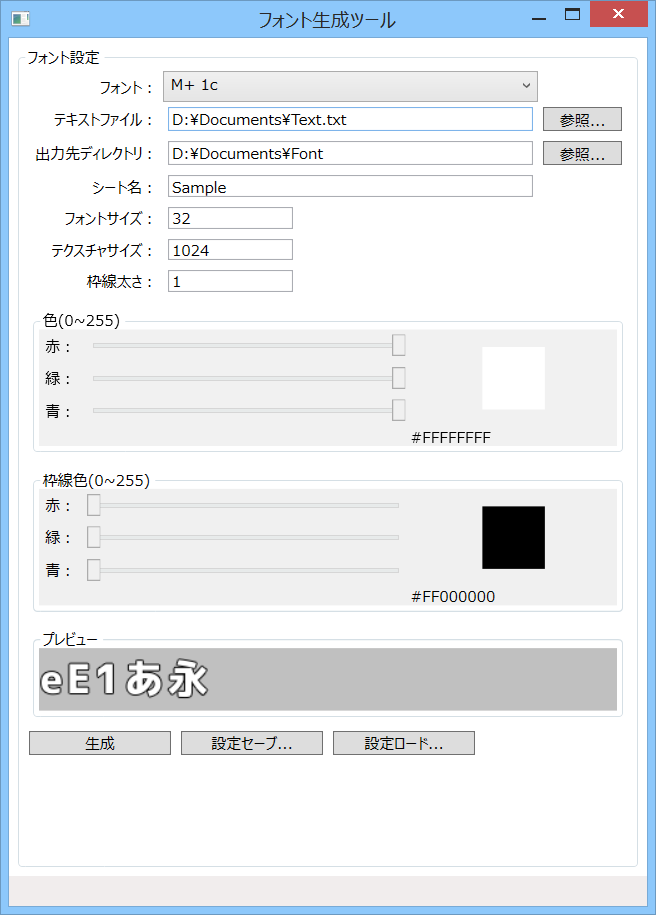 フォント生成ツール
フォント設定
フォント： M+ 1c
テキストファイル： D:¥Documents¥Text.txt 参照...
出力先ディレクトリ： D:¥Documents¥Font 参照...
シート名： Sample
フォントサイズ： 32
テクスチャサイズ： 1024
枠線太さ： 1
色(0~255)
赤：
緑：
青：
#FFFFFFFF
枠線色(0~255)
赤：
緑：
青：
#FF000000
プレビュー
eE1あ永
生成 設定セーブ... 設定ロード...